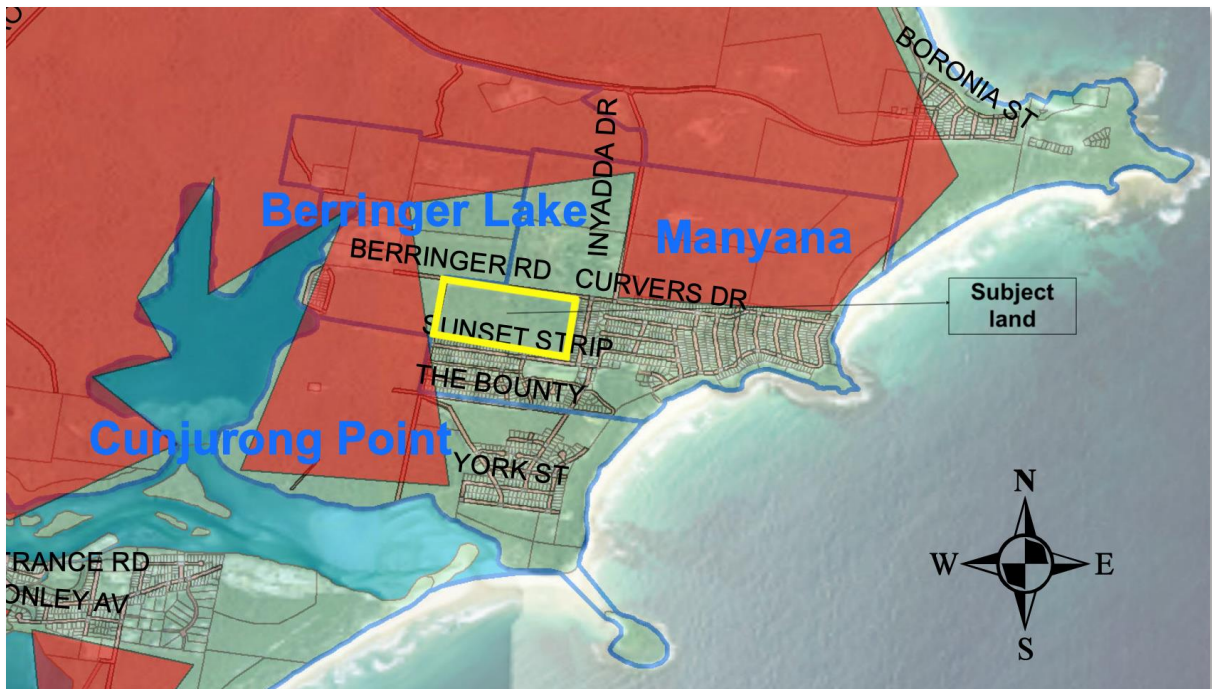 BORONIA ST
INYADDA DR
Berringer Lake
Manyana
BERRINGER RD
CURVERS DR
Subject
land
SUNSET STRIP
THE BOUNTY
Cunjurong Point
YORK ST
N
W
E
S
TRANCE RD
ONLEY AV